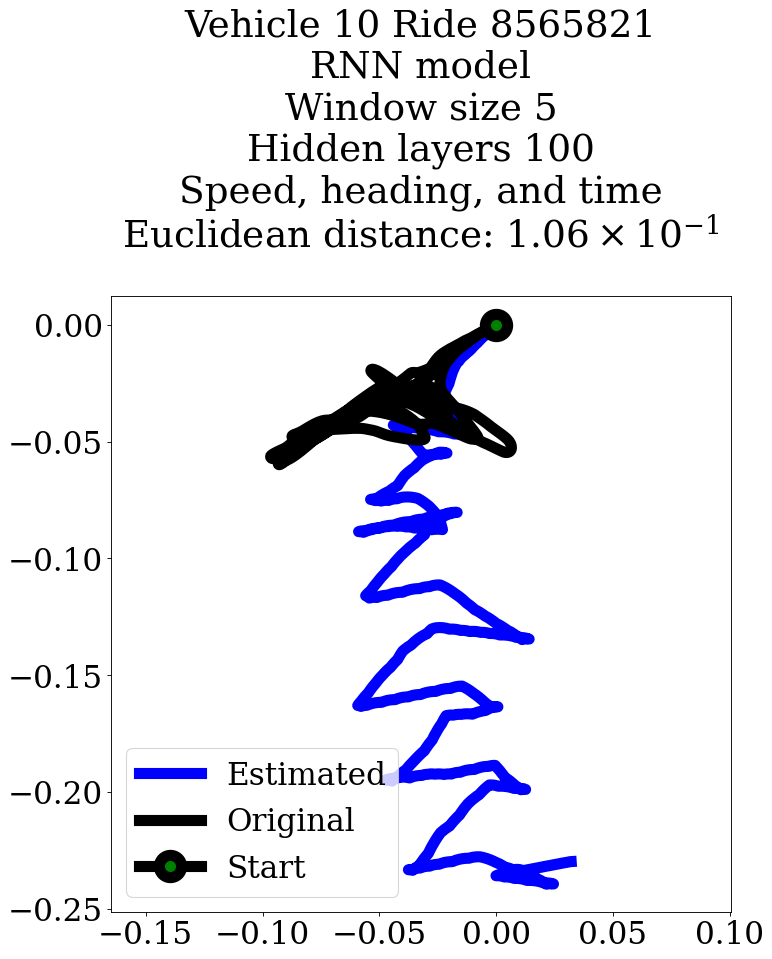 Vehicle 10 Ride 8565821
RNN model
Window size 5
Hidden layers 100
Speed, heading, and time
Euclidean distance: 1.06 × 10⁻¹
0.00
−0.05
−0.10
−0.15
−0.20
−0.25
Estimated
Original
Start
−0.15 −0.10 −0.05 0.00 0.05 0.10